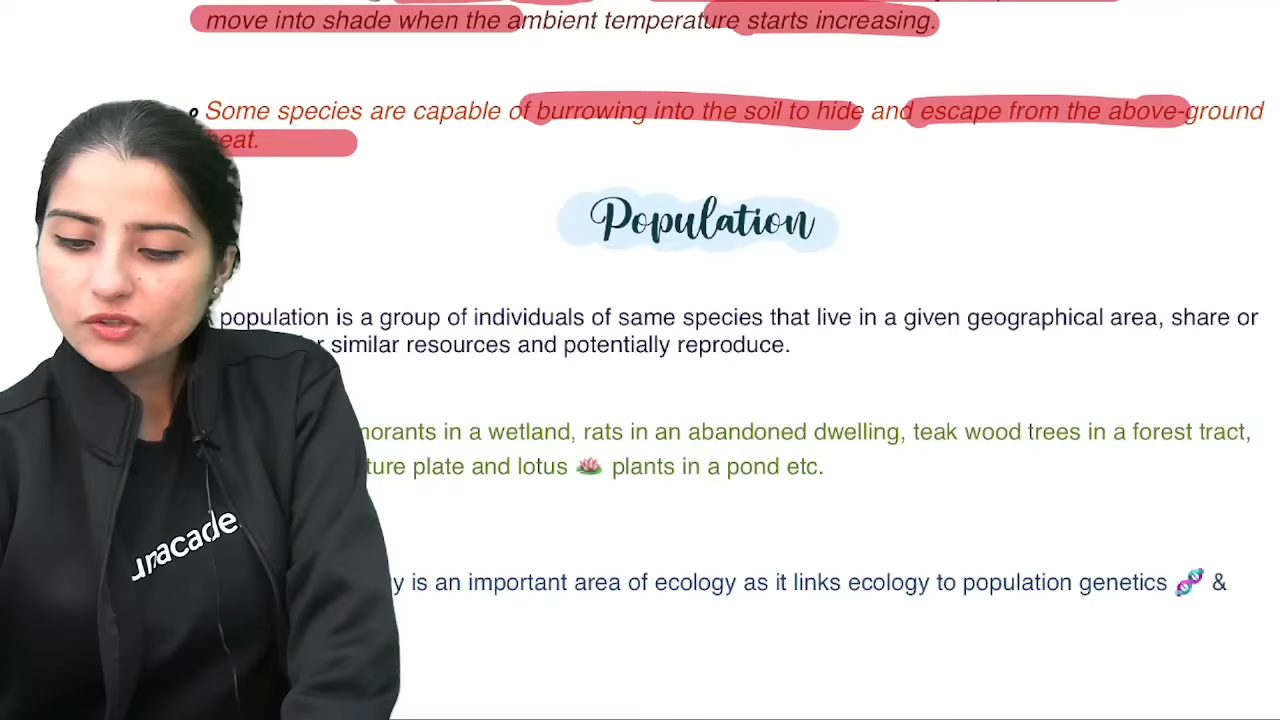 move into shade when the ambient temperature starts increasing.
Some species are capable of burrowing into the soil to hide and escape from the above-ground
Population
population is a group of individuals of same species that live in a given geographical area, share or
similar resources and potentially reproduce.
in a wetland, rats in an abandoned dwelling, teak wood trees in a forest tract,
plate and lotus 🪷 plants in a pond etc.
is an important area of ecology as it links ecology to population genetics 🧬 &